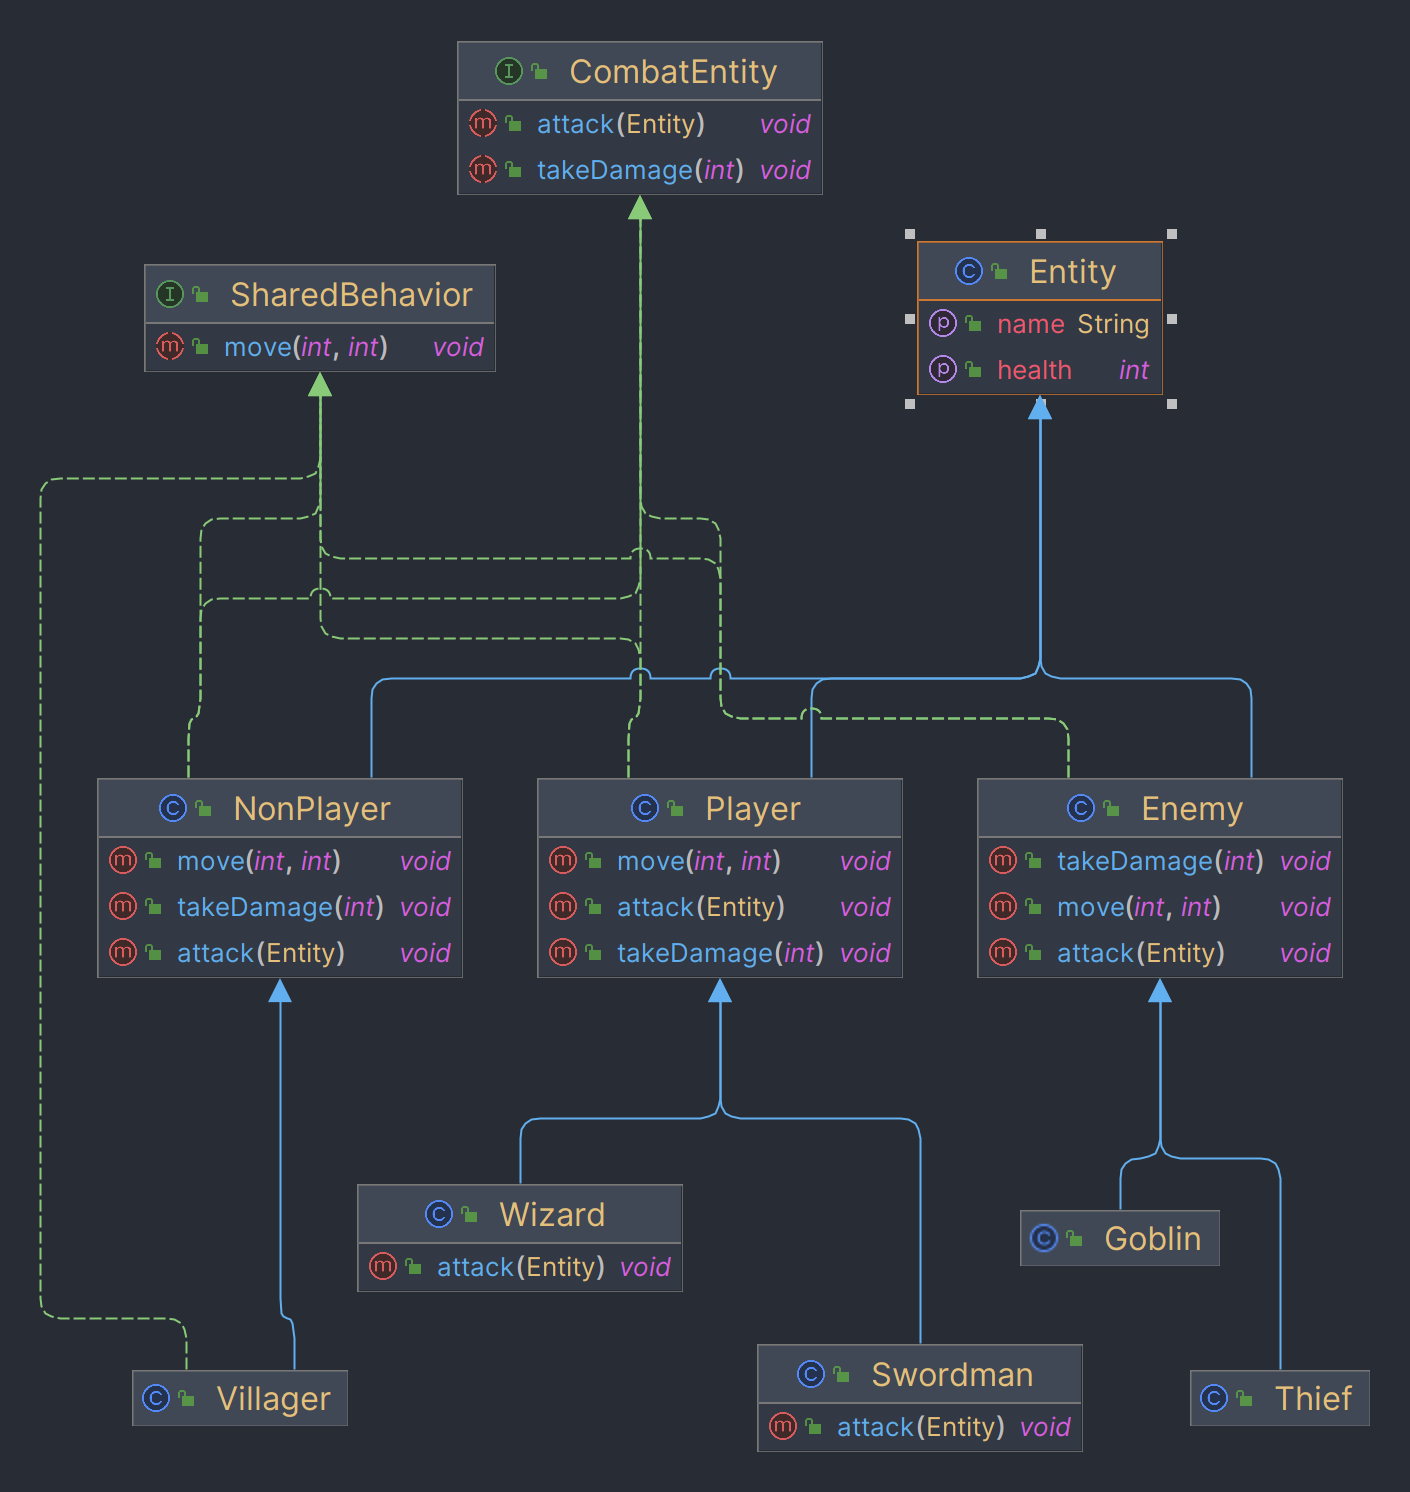 CombatEntity
attack(Entity) void
takeDamage(int) void
SharedBehavior
move(int, int) void
Entity
name String
health int
NonPlayer
move(int, int) void
takeDamage(int) void
attack(Entity) void
Player
move(int, int) void
attack(Entity) void
takeDamage(int) void
Enemy
takeDamage(int) void
move(int, int) void
attack(Entity) void
Wizard
attack(Entity) void
Goblin
Villager
Swordman
attack(Entity) void
Thief